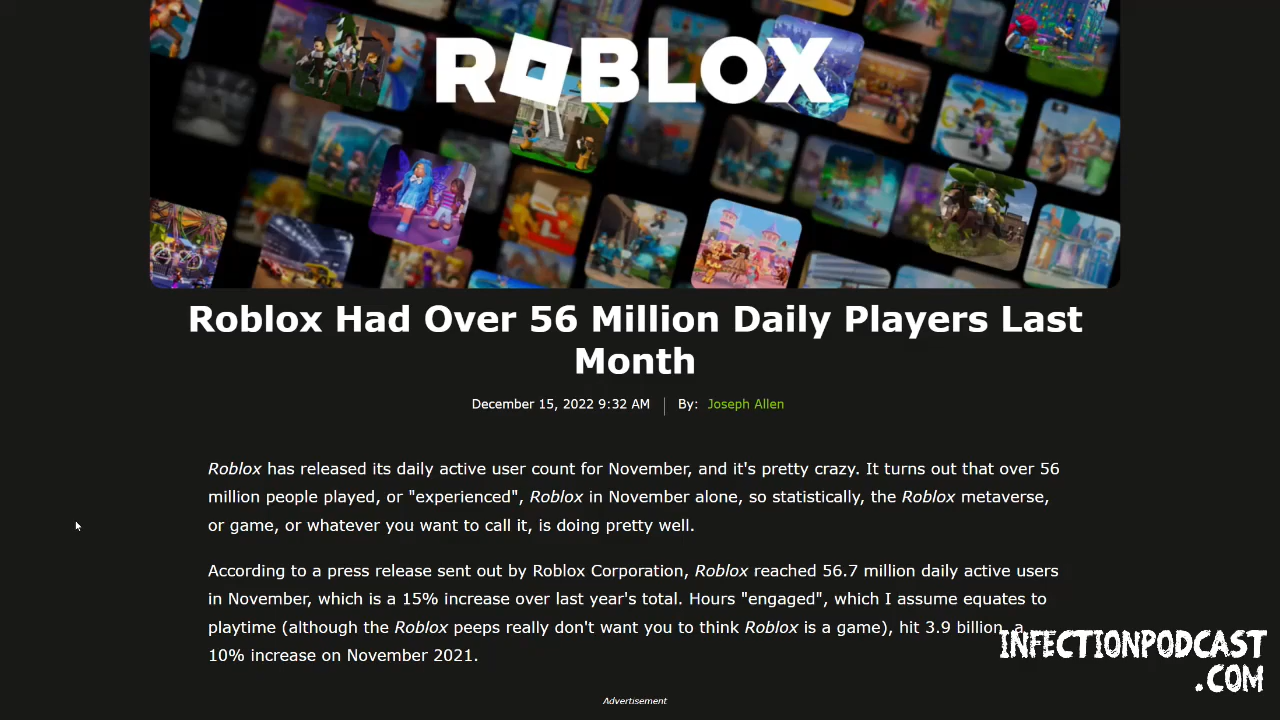 ROBLOX
Roblox Had Over 56 Million Daily Players Last
Month
December 15, 2022 9:32 AM | By: Joseph Allen
Roblox has released its daily active user count for November, and it's pretty crazy. It turns out that over 56
million people played, or "experienced", Roblox in November alone, so statistically, the Roblox metaverse,
or game, or whatever you want to call it, is doing pretty well.
According to a press release sent out by Roblox Corporation, Roblox reached 56.7 million daily active users
in November, which is a 15% increase over last year's total. Hours "engaged", which I assume equates to
playtime (although the Roblox peeps really don't want you to think Roblox is a game), hit 3.9 billion, a
10% increase on November 2021.
INFECTIONPODCAST
.COM
Advertisement